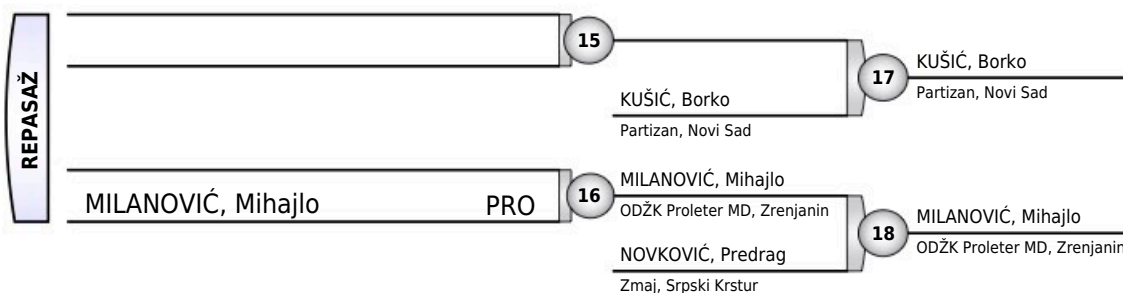 REPASAŽ
15
KUŠIĆ, Borko
Partizan, Novi Sad
17
KUŠIĆ, Borko
Partizan, Novi Sad
MILANOVIĆ, Mihajlo PRO
16
MILANOVIĆ, Mihajlo
ODŽK Proleter MD, Zrenjanin
NOVKOVIĆ, Predrag
Zmaj, Srpski Krstur
18
MILANOVIĆ, Mihajlo
ODŽK Proleter MD, Zrenjanin